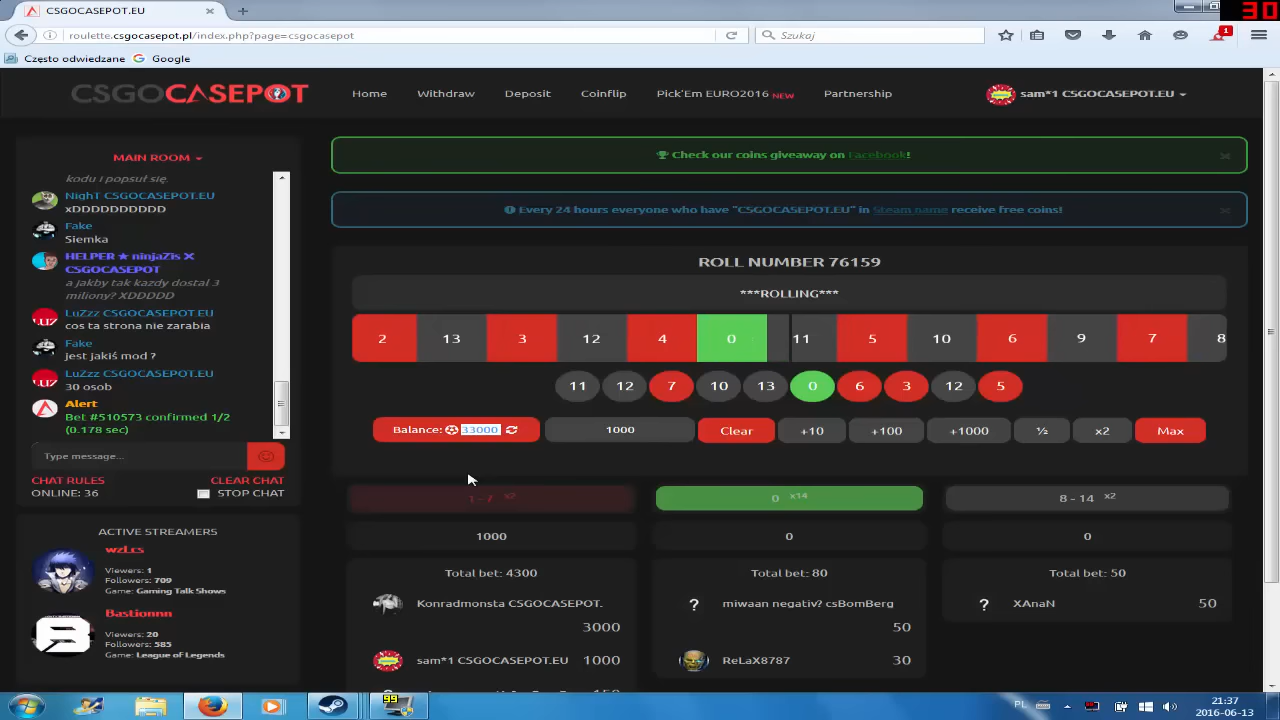 CSGOCASEPOT.EU
30
roulette.csgocasepot.pl/index.php?page=csgocasepot
Szukaj
1
Często odwiedzane
Google
CSGOCASEPOT
Home
Withdraw
Deposit
Coinflip
Pick'Em EURO2016 NEW
Partnership
sam*1 CSGOCASEPOT.EU
MAIN ROOM
kodu i popsuł się.
NighT CSGOCASEPOT.EU
xDDDDDDDDDD
Fake
Siemka
HELPER ★ ninjaZis ✕
CSGOCASEPOT
a jakby tak kazdy dostal 3
miliony? XDDDDD
LuZzz CSGOCASEPOT.EU
cos ta strona nie zarabia
Fake
jest jakiś mod ?
LuZzz CSGOCASEPOT.EU
30 osob
Alert
Bet #510573 confirmed 1/2
(0.178 sec)
Type message...
CHAT RULES
CLEAR CHAT
ONLINE: 36
STOP CHAT
ACTIVE STREAMERS
wzLcs
Viewers: 1
Followers: 709
Game: Gaming Talk Shows
Bastionnn
Viewers: 20
Followers: 585
Game: League of Legends
Check our coins giveaway on Facebook!
Every 24 hours everyone who have "CSGOCASEPOT.EU" in Steam name receive free coins!
ROLL NUMBER 76159
***ROLLING***
2 13 3 12 4 0 11 5 10 6 9 7 8
11 12 7 10 13 0 6 3 12 5
Balance: 33000
1000
Clear
+10
+100
+1000
½
x2
Max
1 - 7 x2
0 x14
8 - 14 x2
1000
0
0
Total bet: 4300
Total bet: 80
Total bet: 50
Konradmonsta CSGOCASEPOT.
3000
? miwaan negativ csBomBerg
50
? XAnaN 50
sam*1 CSGOCASEPOT.EU 1000
ReLaX8787 30
99
PL
21:37
2016-06-13